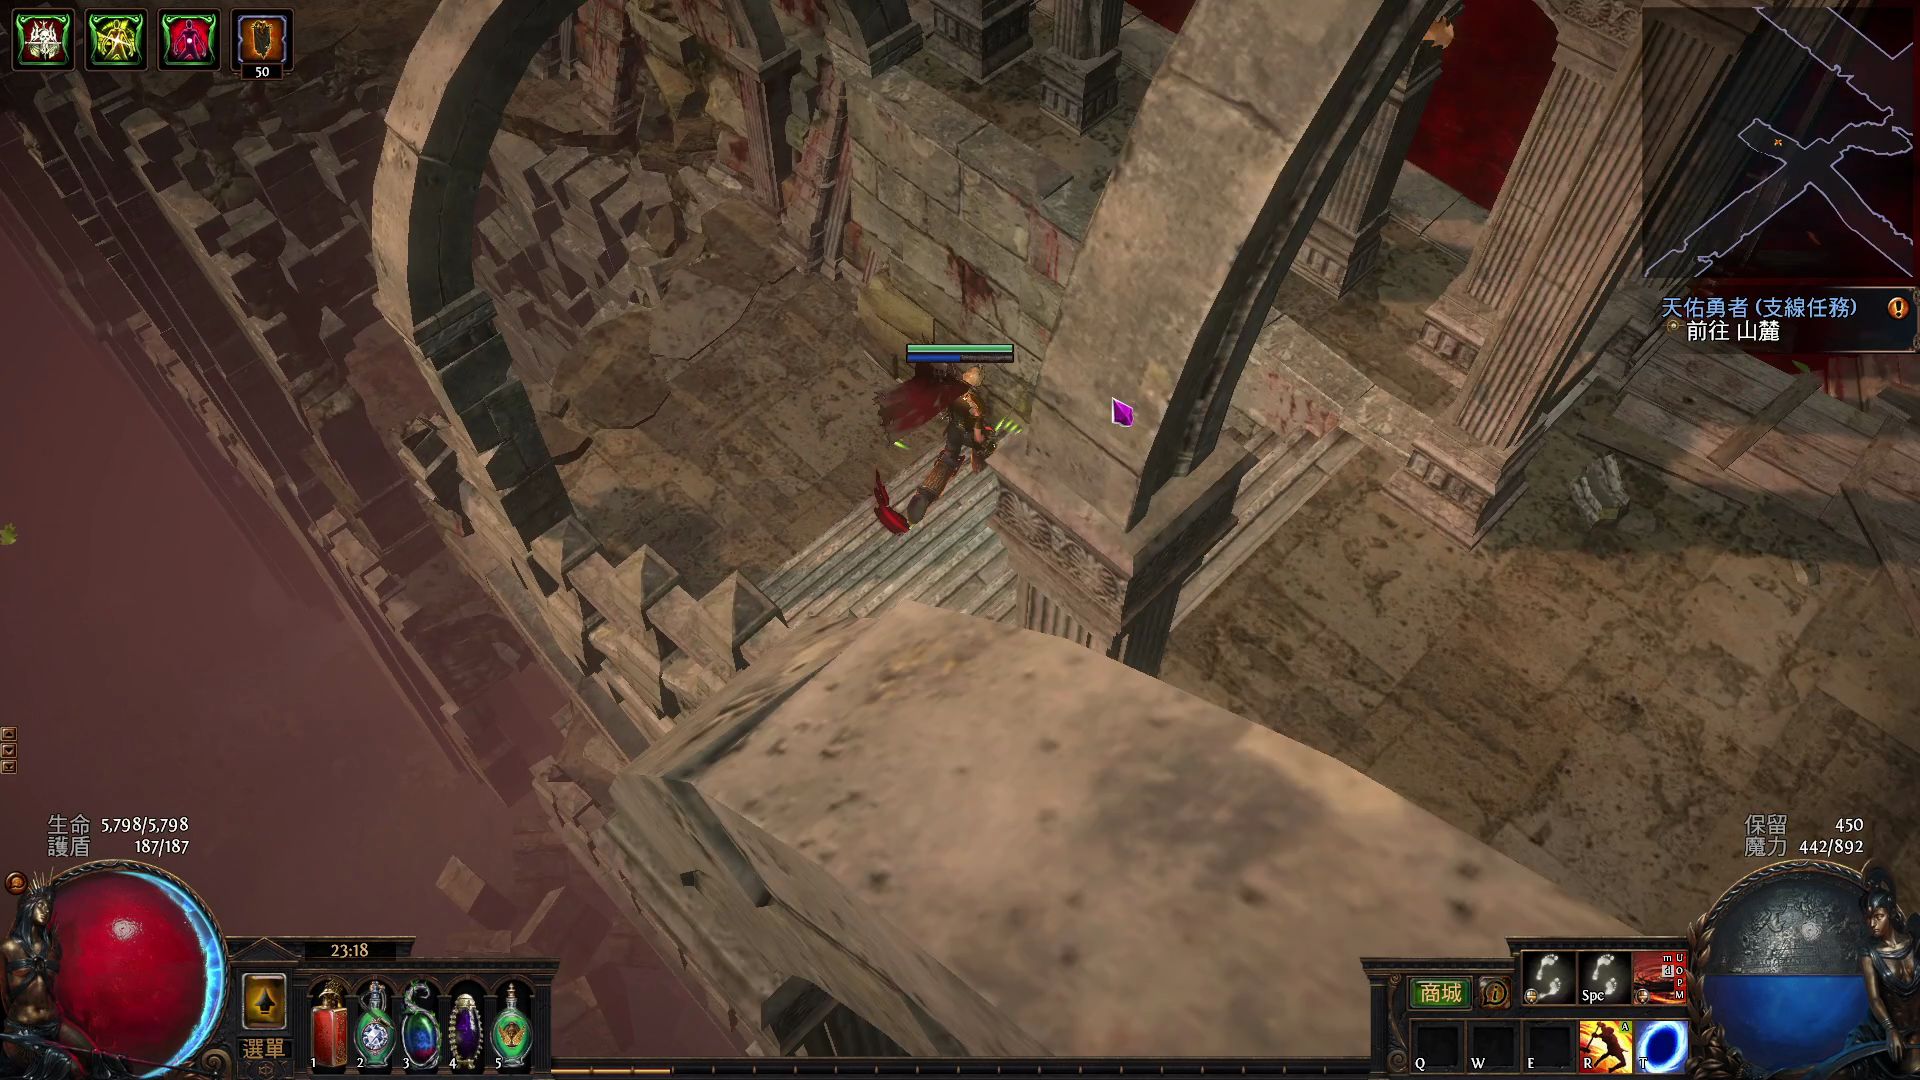 50
天佑勇者 (支線任務)
前往 山麓
生命 5,798/5,798
護盾 187/187
保留 450
魔力 442/892
23:18
選單
1
2
3
4
5
商城
Spc
m U
d O
P
M
Q
W
E
R
A
T